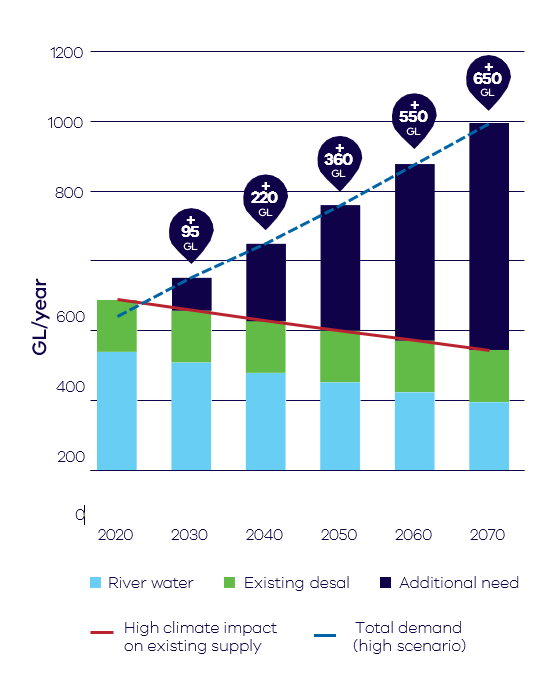 1200
1000
800
600
400
200
0
GL/year
+
95
GL
+
220
GL
+
360
GL
+
550
GL
+
650
GL
2020 2030 2040 2050 2060 2070
River water Existing desal Additional need
High climate impact
on existing supply
Total demand
(high scenario)